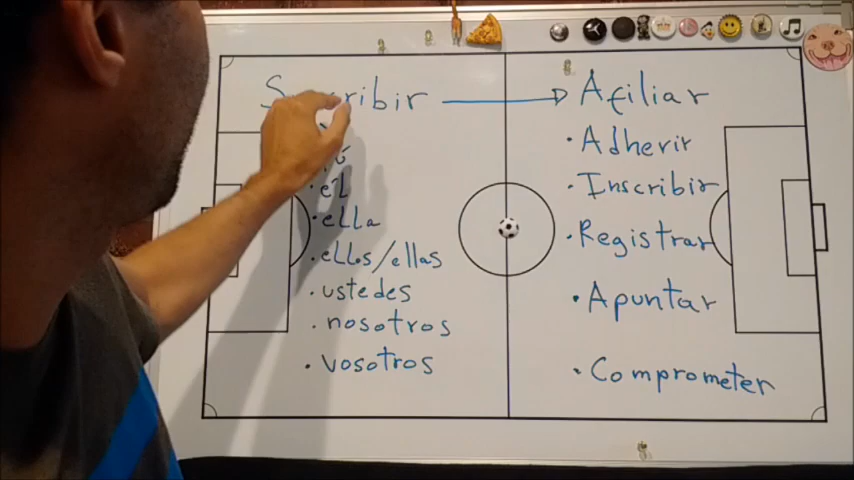 Afiliar
él
• ella
• ellos/ellas
• ustedes
• nosotros
• vosotros
• Adherir
• Inscribir
• Registrar
• Apuntar
• Comprometer